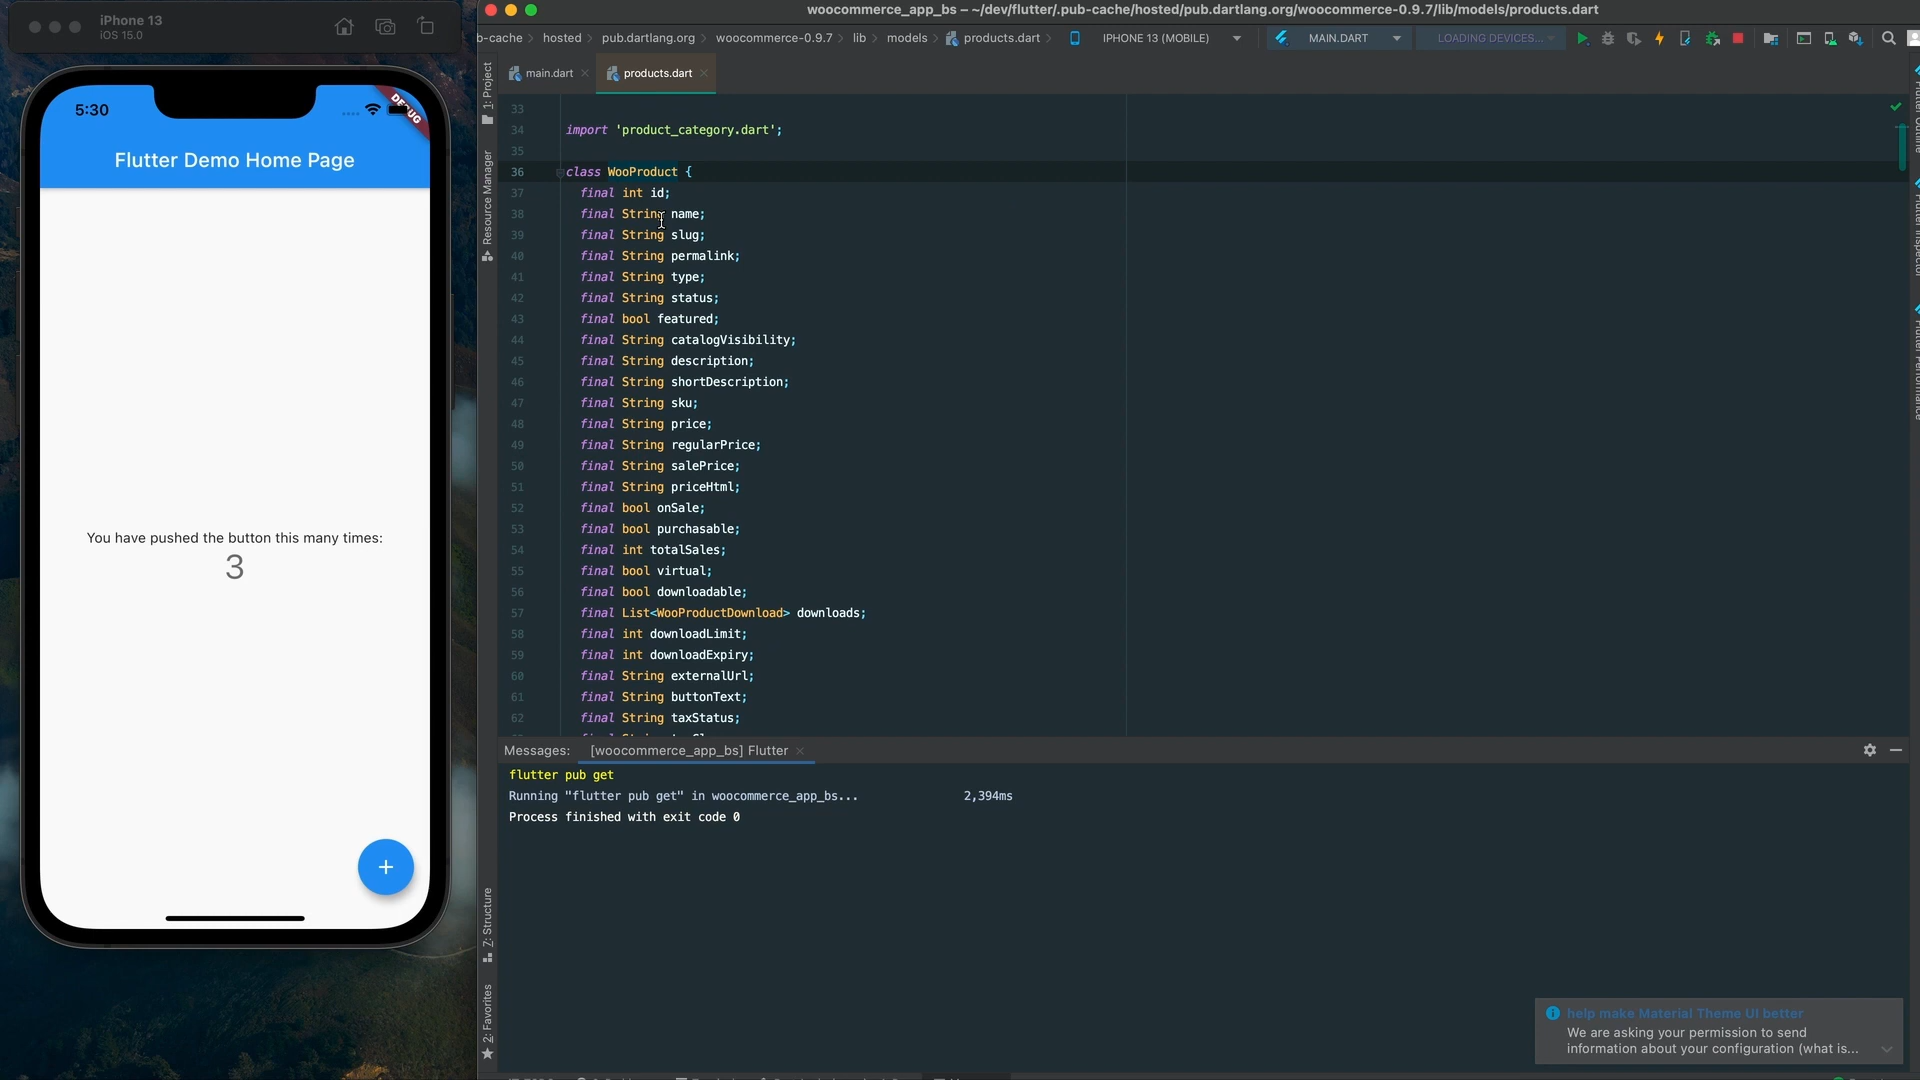 iPhone 13
iOS 15.0
5:30
DEBUG
Flutter Demo Home Page
You have pushed the button this many times:
3
+
woocommerce_app_bs – ~/dev/flutter/.pub-cache/hosted/pub.dartlang.org/woocommerce-0.9.7/lib/models/products.dart
b-cache
hosted
pub.dartlang.org
woocommerce-0.9.7
lib
models
products.dart
IPHONE 13 (MOBILE)
MAIN.DART
LOADING DEVICES...
main.dart
products.dart
1: Project
Resource Manager
Z: Structure
2: Favorites
33
34 import 'product_category.dart';
35
36 class WooProduct {
37 final int id;
38 final String name;
39 final String slug;
40 final String permalink;
41 final String type;
42 final String status;
43 final bool featured;
44 final String catalogVisibility;
45 final String description;
46 final String shortDescription;
47 final String sku;
48 final String price;
49 final String regularPrice;
50 final String salePrice;
51 final String priceHtml;
52 final bool onSale;
53 final bool purchasable;
54 final int totalSales;
55 final bool virtual;
56 final bool downloadable;
57 final List<WooProductDownload> downloads;
58 final int downloadLimit;
59 final int downloadExpiry;
60 final String externalUrl;
61 final String buttonText;
62 final String taxStatus;
Messages:
[woocommerce_app_bs] Flutter
flutter pub get
Running "flutter pub get" in woocommerce_app_bs... 2,394ms
Process finished with exit code 0
help make Material Theme UI better
We are asking your permission to send
information about your configuration (what is...